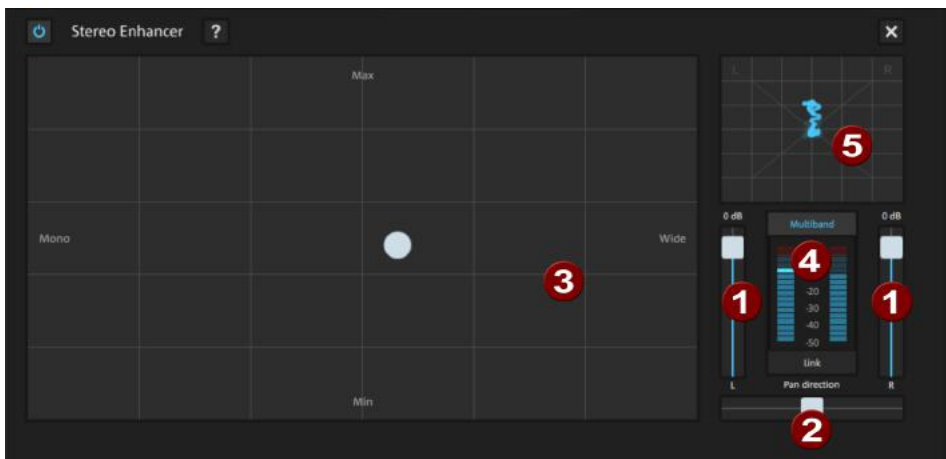 Stereo Enhancer ?
Max
Mono
Wide
Min
3
L R
5
0 dB
Multiband
0 dB
4
-20
-30
-40
-50
1
1
Link
L
Pan direction
R
2